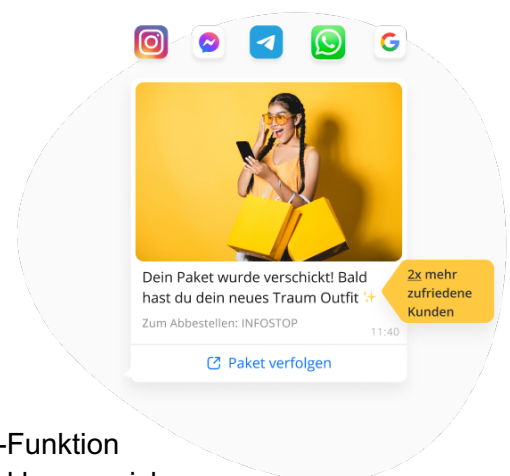 Dein Paket wurde verschickt! Bald
hast du dein neues Traum Outfit ✨
Zum Abbestellen: INFOSTOP
11:40
2x mehr
zufriedene
Kunden
Paket verfolgen
-Funktion